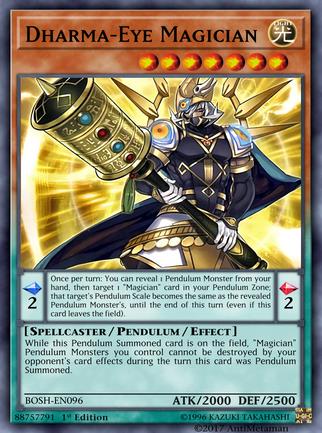 DHARMA-EYE MAGICIAN
LIGHT
光
Once per turn: You can reveal 1 Pendulum Monster from your
hand, then target 1 "Magician" card in your Pendulum Zone;
that target's Pendulum Scale becomes the same as the revealed
Pendulum Monster's, until the end of this turn (even if this
card leaves the field).
2
2
[SPELLCASTER / PENDULUM / EFFECT]
While this Pendulum Summoned card is on the field, "Magician"
Pendulum Monsters you control cannot be destroyed by your
opponent's card effects during the turn this card was Pendulum
Summoned.
BOSH-EN096
ATK/2000 DEF/2500
88757791 1st Edition
©1996 KAZUKI TAKAHASHI
©2017 AntiMetaman